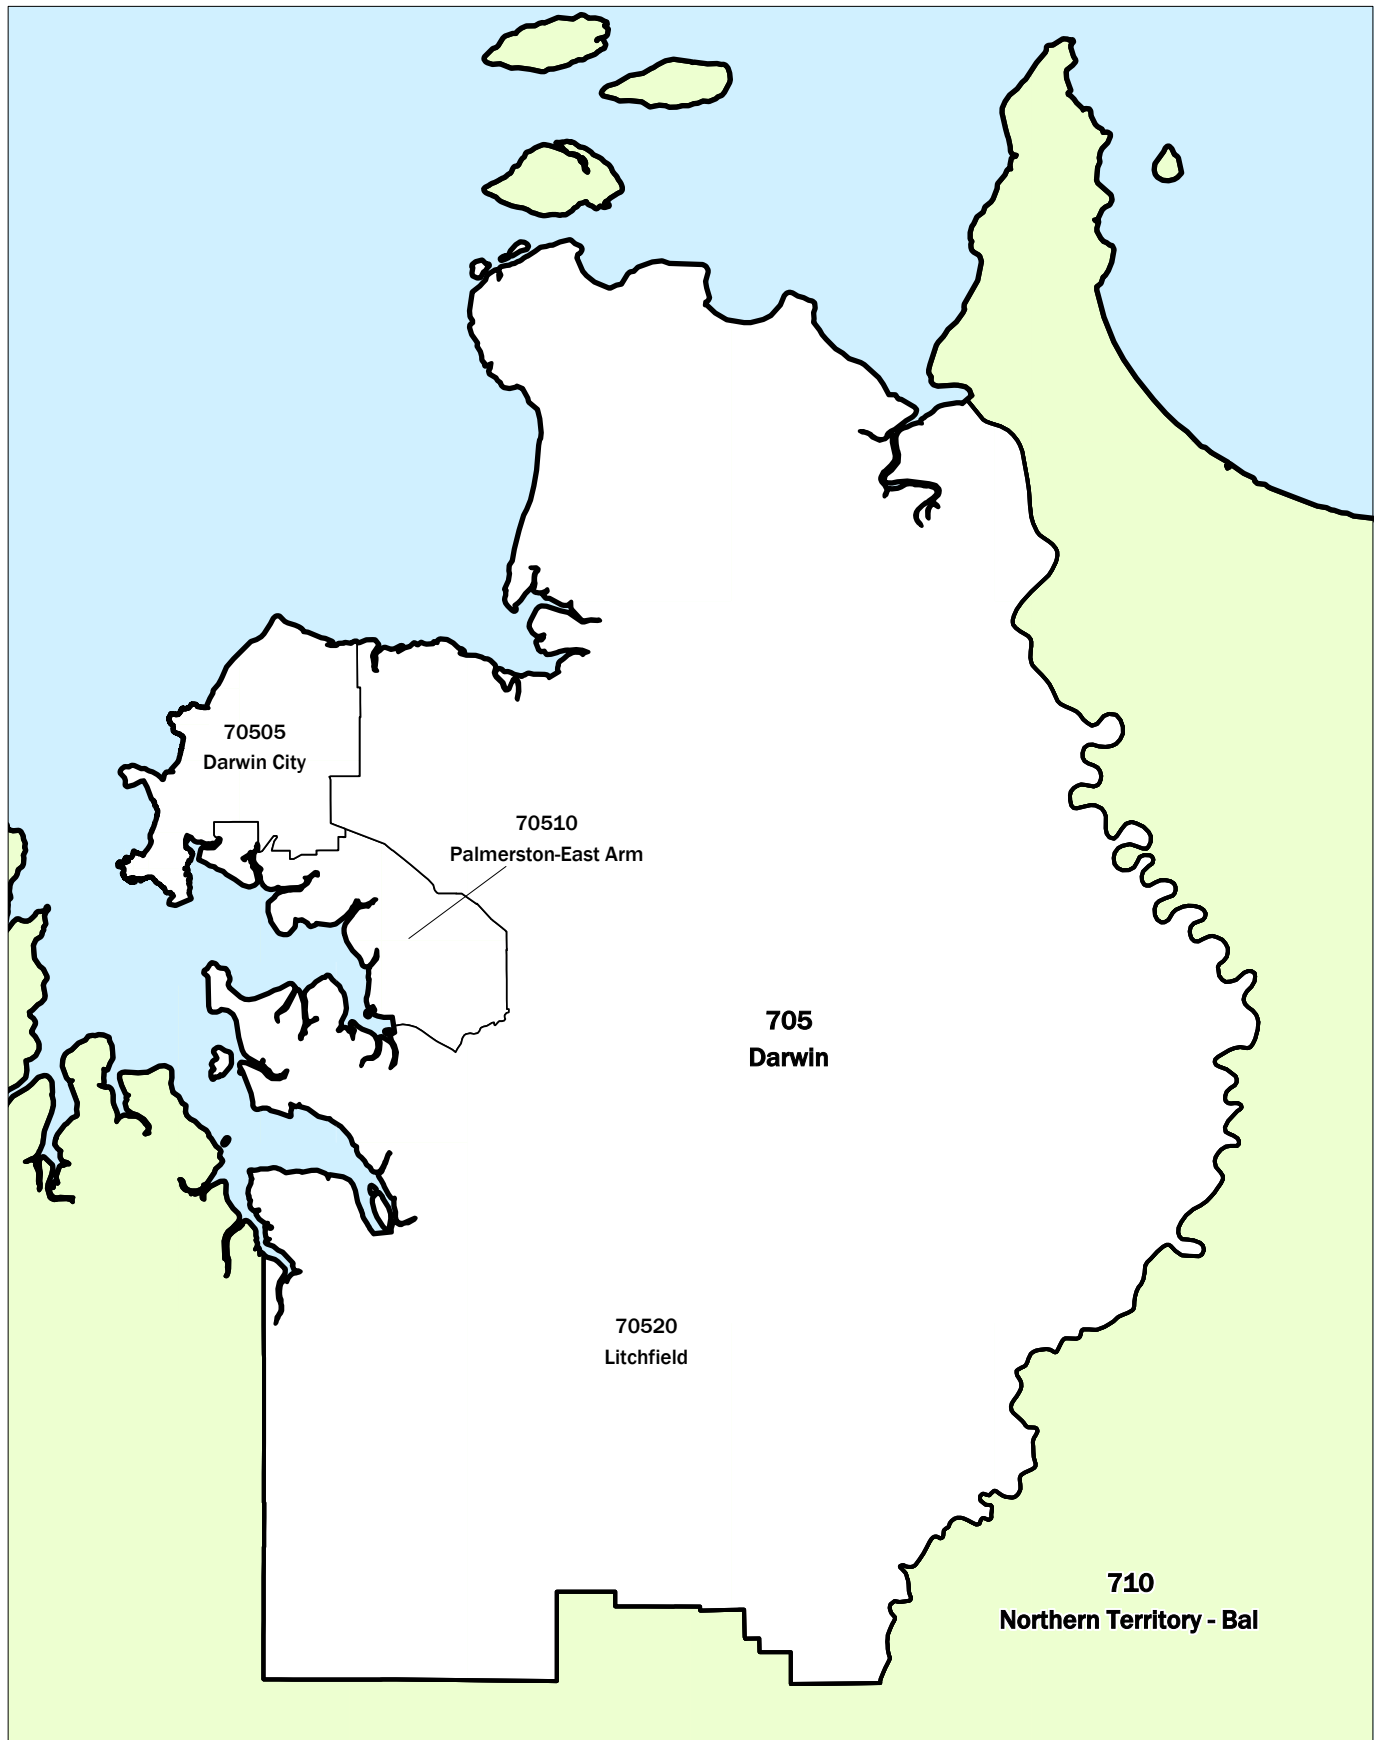 70505
Darwin City
70510
Palmerston-East Arm
705
Darwin
70520
Litchfield
710
Northern Territory - Bal